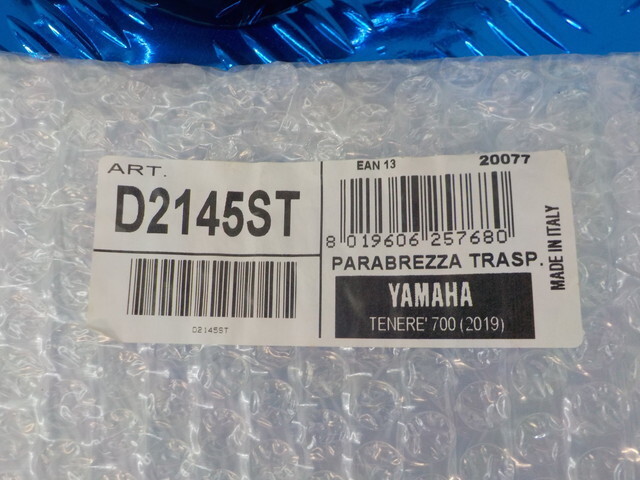 ART.
D2145ST
D2145ST
EAN 13 20077
8 019606 257680
PARABREZZA TRASP.
YAMAHA
TENERE' 700 (2019)
MADE IN ITALY